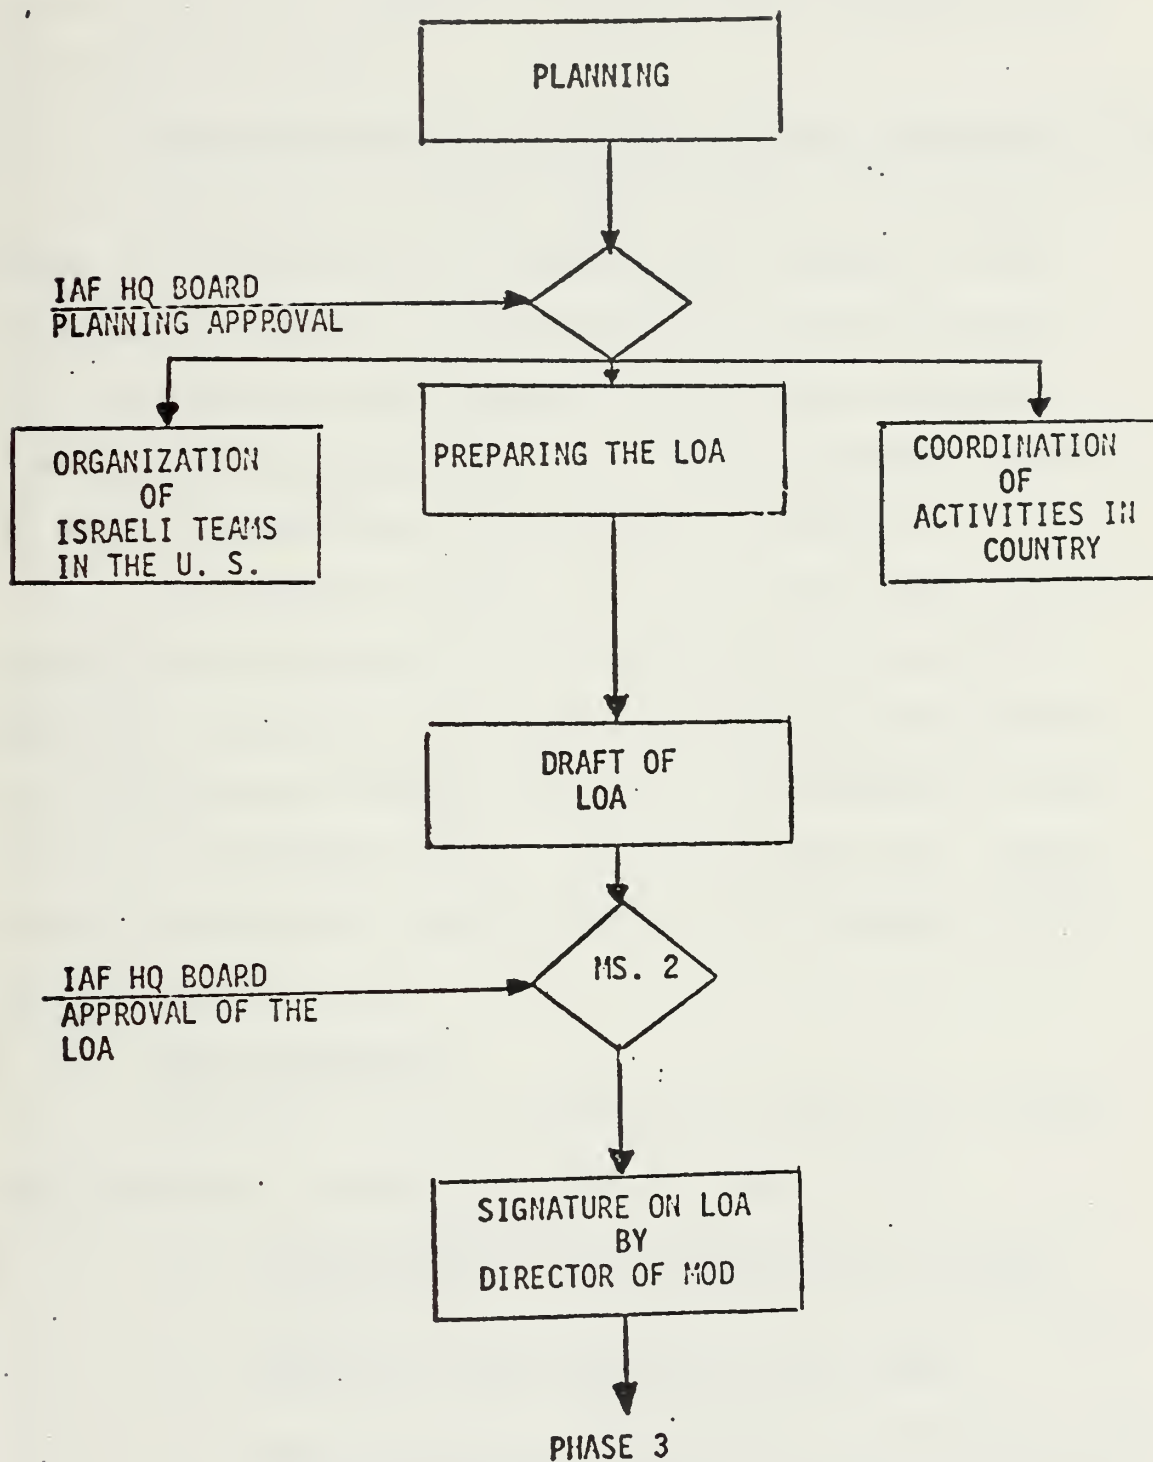 PLANNING
IAF HQ BOARD
PLANNING APPROVAL
ORGANIZATION
OF
ISRAELI TEAMS
IN THE U. S.
PREPARING THE LOA
COORDINATION
OF
ACTIVITIES IN
COUNTRY
DRAFT OF
LOA
MS. 2
IAF HQ BOARD
APPROVAL OF THE
LOA
SIGNATURE ON LOA
BY
DIRECTOR OF MOD
PHASE 3